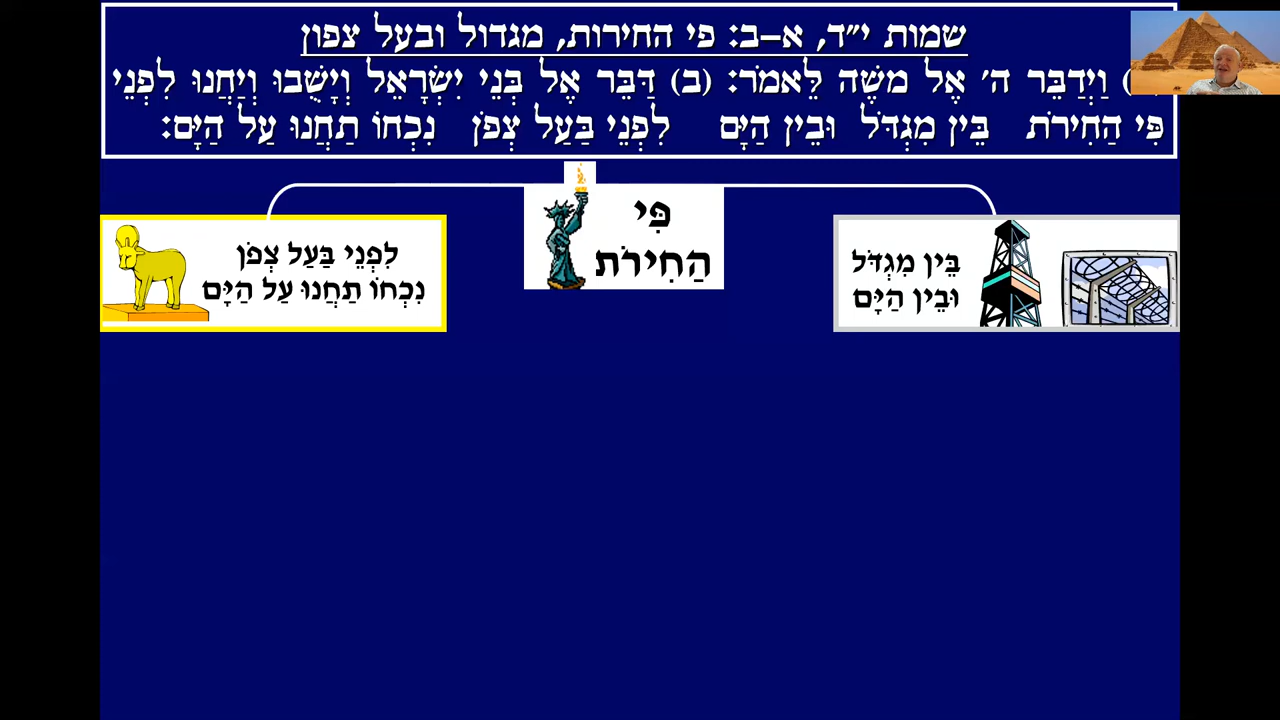 שמות י״ד, א–ב: פי החירות, מגדול ובעל צפון
וַיְדַבֵּר ה׳ אֶל מֹשֶׁה לֵּאמֹר: (ב) דַּבֵּר אֶל בְּנֵי יִשְׂרָאֵל וְיָשֻׁבוּ וְיַחֲנוּ לִפְנֵי
פִּי הַחִירֹת בֵּין מִגְדֹּל וּבֵין הַיָּם לִפְנֵי בַּעַל צְפֹן נִכְחוֹ תַחֲנוּ עַל הַיָּם:
פִּי
הַחִירֹת
בֵּין מִגְדֹּל
וּבֵין הַיָּם
לִפְנֵי בַּעַל צְפֹן
נִכְחוֹ תַחֲנוּ עַל הַיָּם